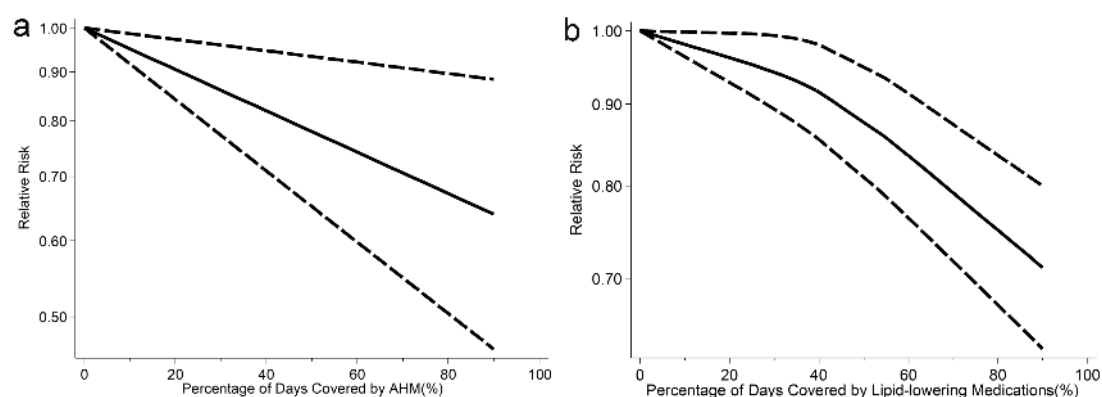 a
1.00
0.90
0.80
0.70
0.60
0.50
Relative Risk
0 20 40 60 80 100
Percentage of Days Covered by AHM(%)
b
1.00
0.90
0.80
0.70
Relative Risk
0 20 40 60 80 100
Percentage of Days Covered by Lipid-lowering Medications(%)